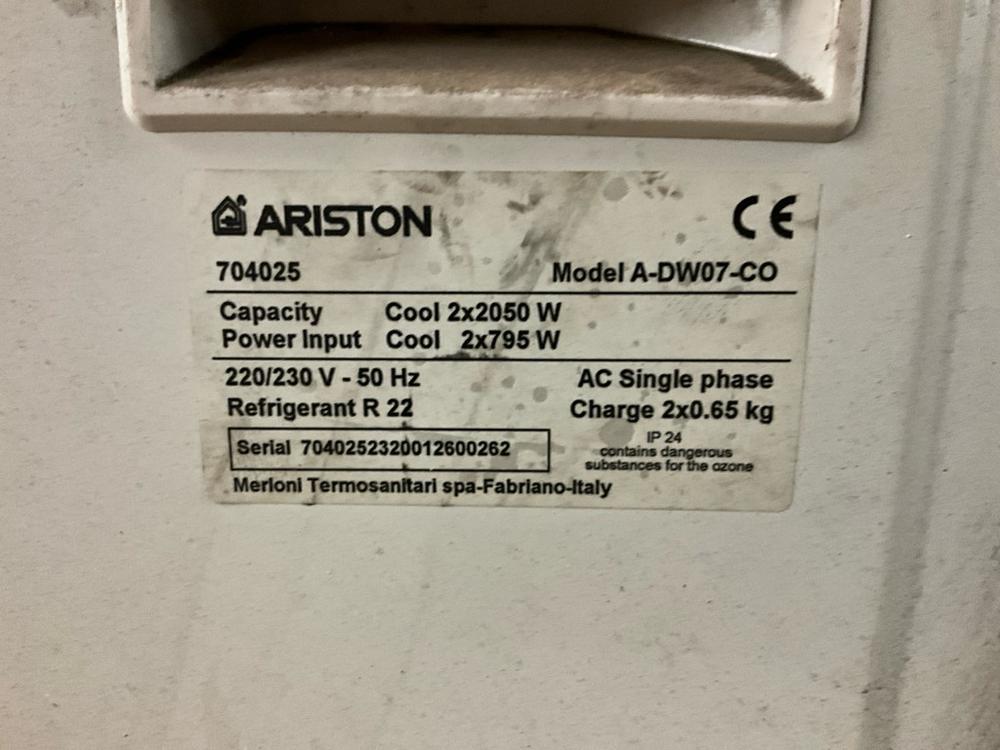 ARISTON CE
704025 Model A-DW07-CO
Capacity Cool 2x2050 W
Power Input Cool 2x795 W
220/230 V - 50 Hz AC Single phase
Refrigerant R 22 Charge 2x0.65 kg
Serial 7040252320012600262
IP 24
contains dangerous
substances for the ozone
Merloni Termosanitari spa-Fabriano-Italy